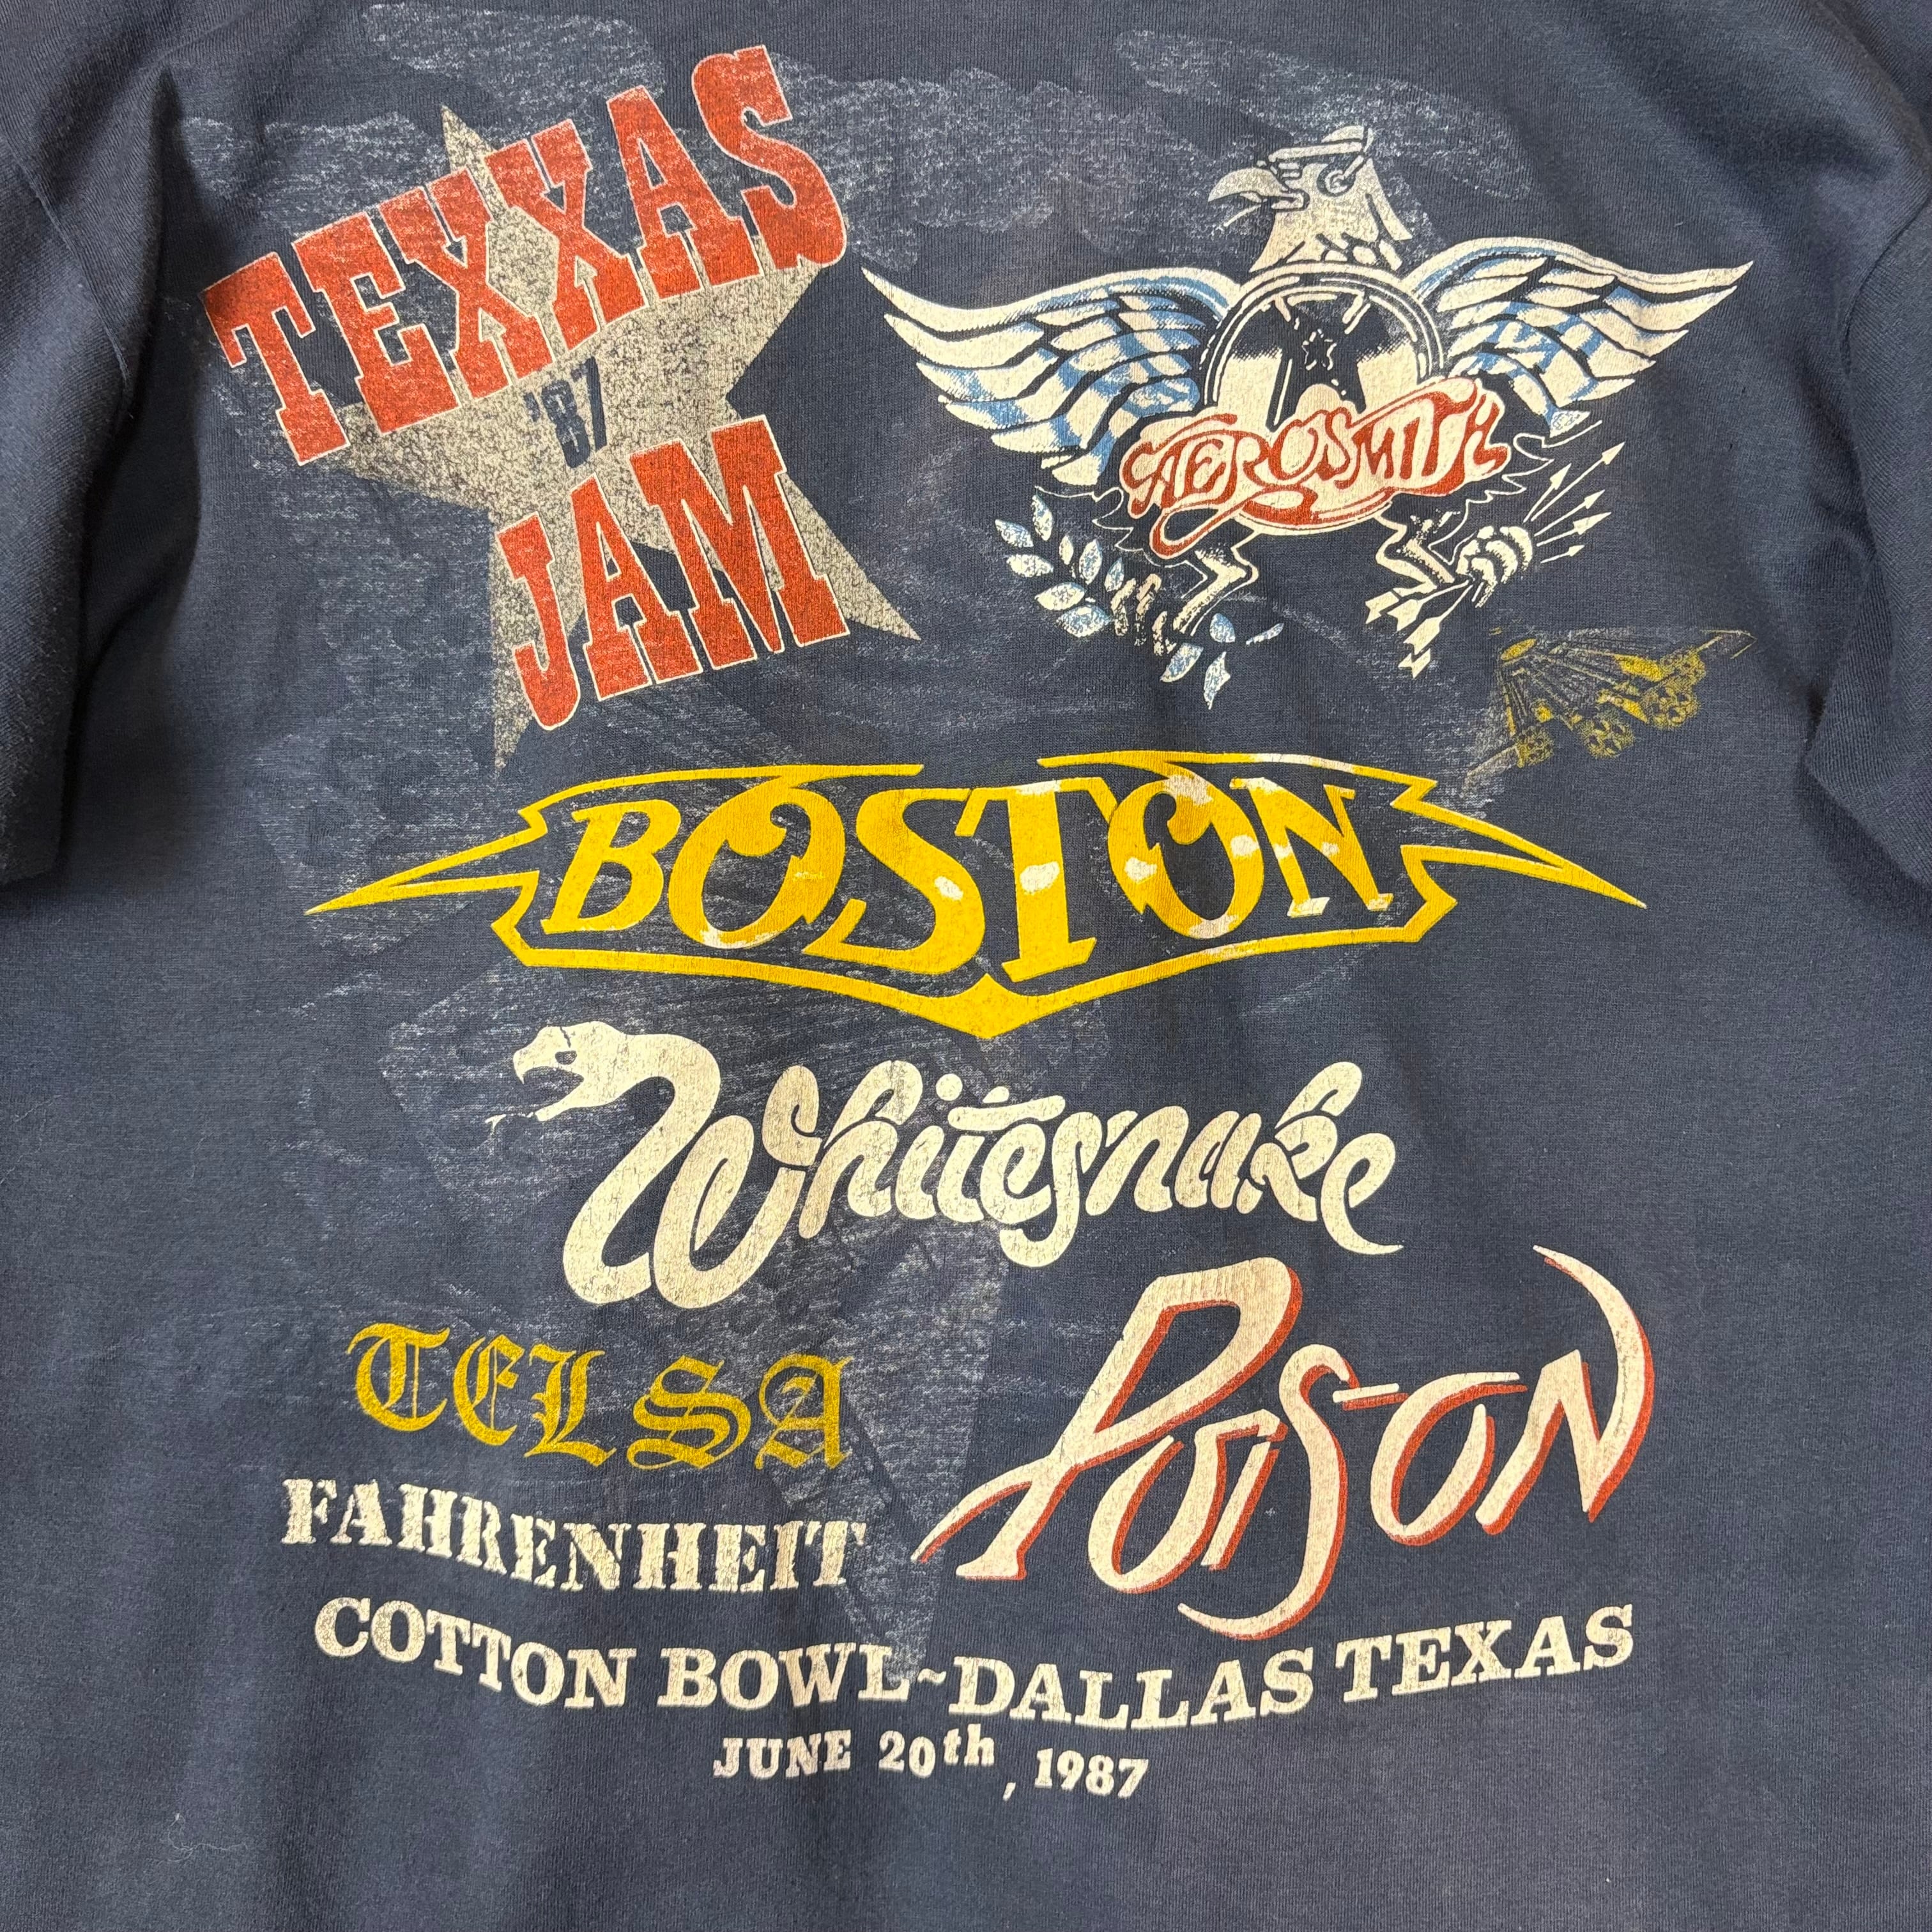 TEXXAS
'87
JAM
AEROSMITH
BOSTON
Whitesnake
TELSA
POISON
FAHRENHEIT
COTTON BOWL~DALLAS TEXAS
JUNE 20th, 1987